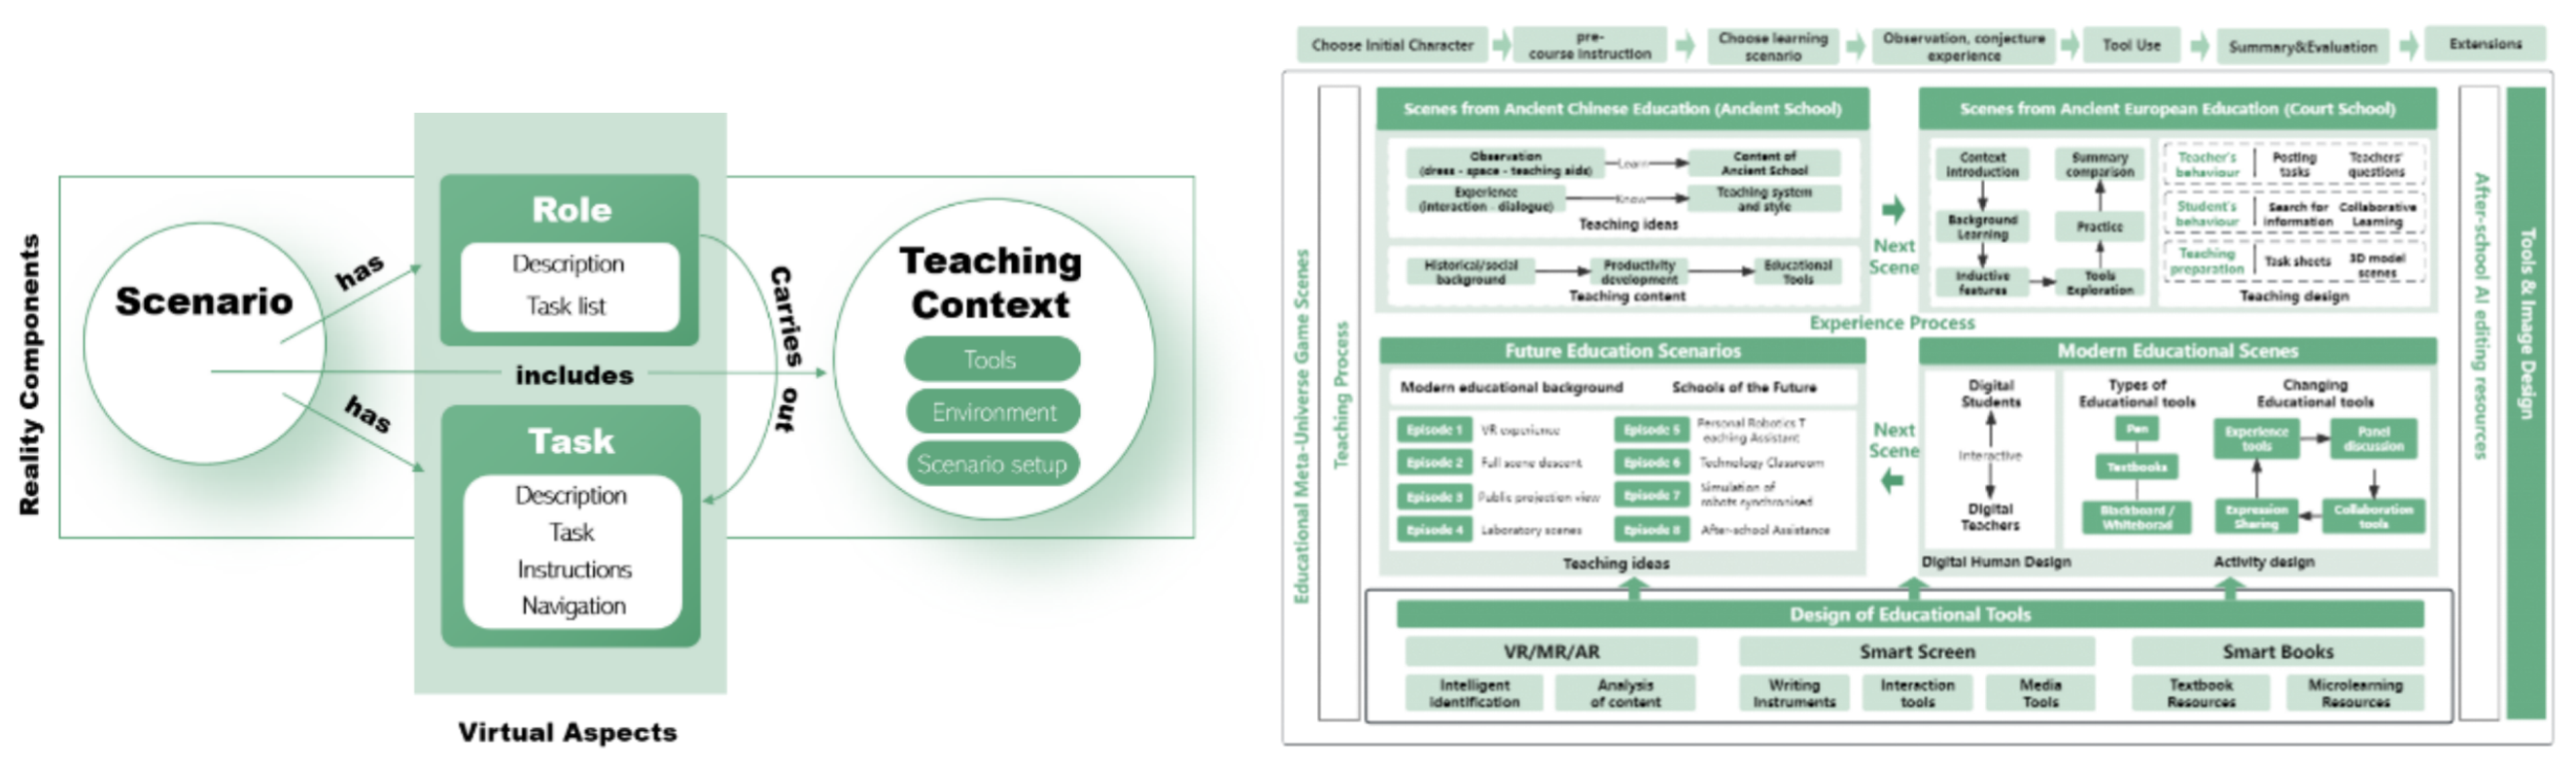 Reality Components
Scenario
has
has
includes
Role
Description
Task list
Task
Description
Task
Instructions
Navigation
Carries out
Teaching
Context
Tools
Environment
Scenario setup
Virtual Aspects
Choose Initial Character
pre-
course instruction
Choose learning
scenario
Observation, conjecture
experience
Tool Use
Summary&Evaluation
Extensions
Educational Meta-Universe Game Scenes
Teaching Process
Scenes from Ancient Chinese Education (Ancient School)
Observation
(dress - space - teaching aids)
Learn
Content of
Ancient School
Experience
(interaction - dialogue)
Know
Teaching system
and style
Teaching ideas
Historical/social
background
Productivity
development
Educational
Tools
Teaching content
Next
Scene
Scenes from Ancient European Education (Court School)
Context
introduction
Background
Learning
Inductive
features
Summary
comparison
Practice
Tools
Exploration
Teacher's
behaviour
Posting
tasks
Teachers'
questions
Student's
behaviour
Search for
information
Collaborative
Learning
Teaching
preparation
Task sheets
3D model
scenes
Teaching design
Experience Process
Future Education Scenarios
Modern educational background
Schools of the Future
Episode 1 VR experience
Episode 2 Full scene descent
Episode 3 Public projection view
Episode 4 Laboratory scenes
Episode 5 Personal Robotics T
eaching Assistant
Episode 6 Technology Classroom
Episode 7 Simulation of
robots synchronised
Episode 8 After-school Assistance
Teaching ideas
Next
Scene
Modern Educational Scenes
Digital
Students
Interactive
Digital
Teachers
Digital Human Design
Types of
Educational tools
Pen
Textbooks
Blackboard /
Whiteborad
Changing
Educational tools
Experience
tools
Panel
discussion
Expression
Sharing
Collaboration
tools
Activity design
Design of Educational Tools
VR/MR/AR
Smart Screen
Smart Books
Intelligent
identification
Analysis
of content
Writing
Instruments
Interaction
tools
Media
Tools
Textbook
Resources
Microlearning
Resources
After-school AI editing resources
Tools & Image Design